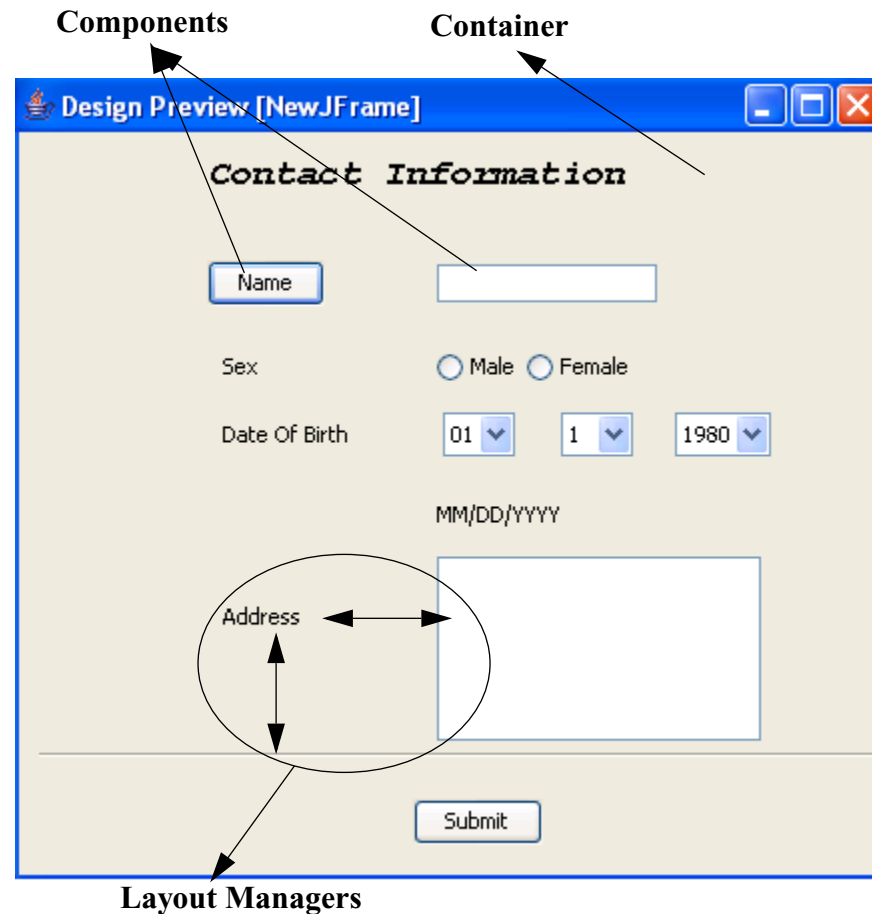 Components
Container
Design Preview [NewJFrame]
Contact Information
Name
Sex
Male
Female
Date Of Birth
01
1
1980
MM/DD/YYYY
Address
Submit
Layout Managers